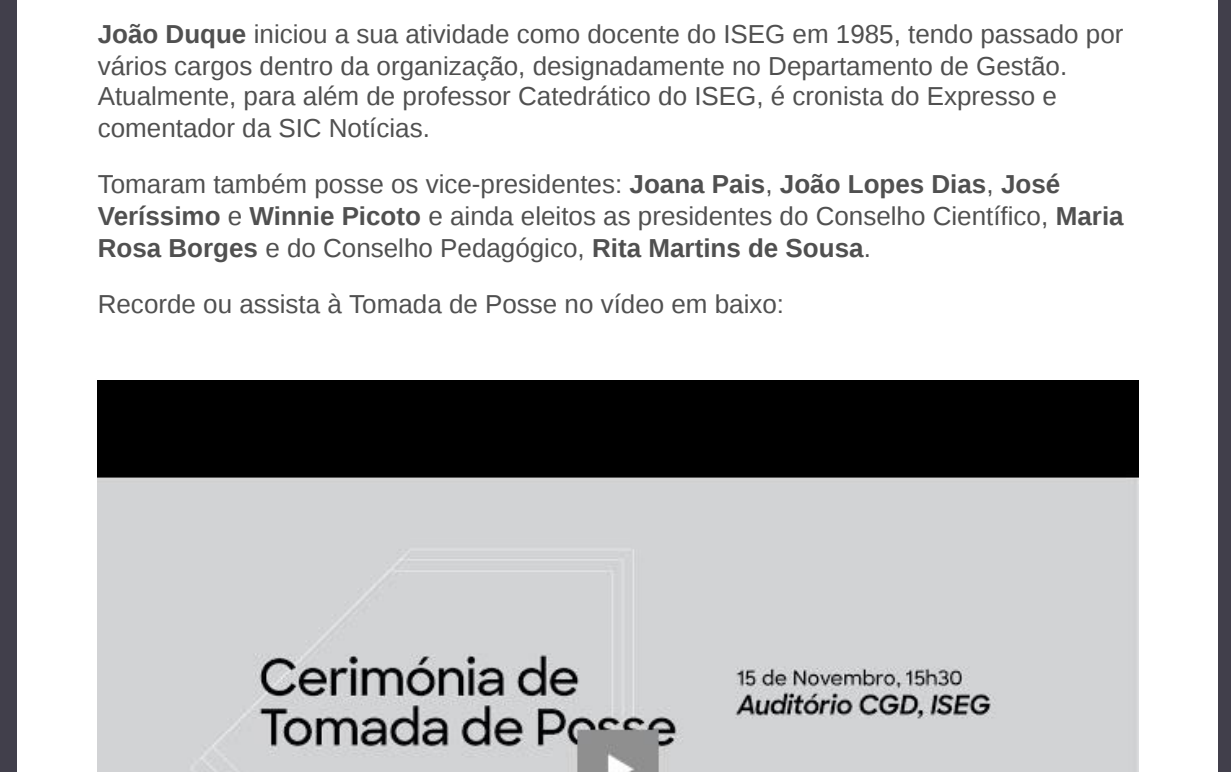 João Duque iniciou a sua atividade como docente do ISEG em 1985, tendo passado por
vários cargos dentro da organização, designadamente no Departamento de Gestão.
Atualmente, para além de professor Catedrático do ISEG, é cronista do Expresso e
comentador da SIC Notícias.
Tomaram também posse os vice-presidentes: Joana Pais, João Lopes Dias, José
Veríssimo e Winnie Picoto e ainda eleitos as presidentes do Conselho Científico, Maria
Rosa Borges e do Conselho Pedagógico, Rita Martins de Sousa.
Recorde ou assista à Tomada de Posse no vídeo em baixo:
Cerimónia de
Tomada de Posse
15 de Novembro, 15h30
Auditório CGD, ISEG